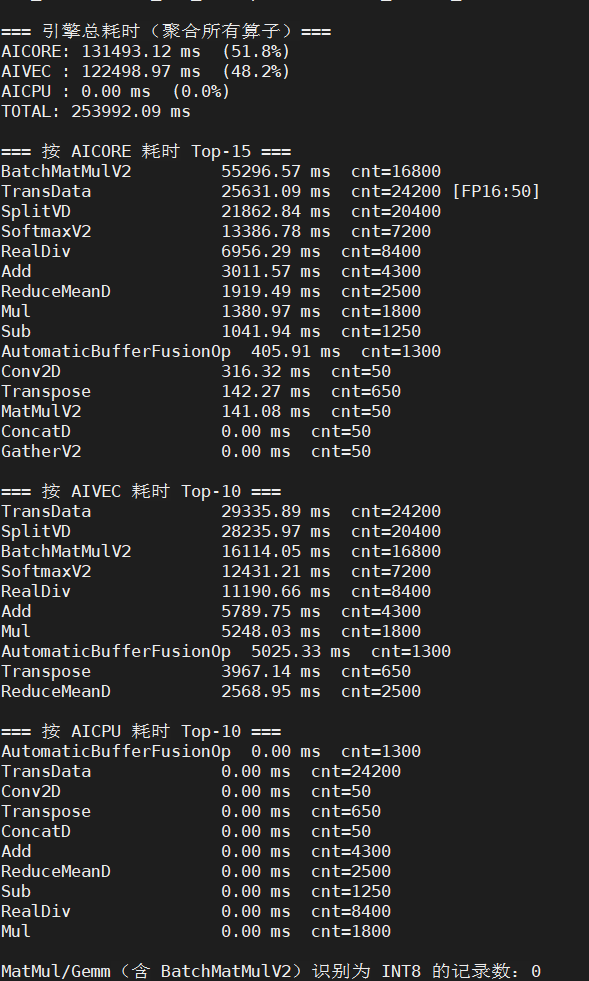 === 引擎总耗时（聚合所有算子）===
AICORE: 131493.12 ms (51.8%)
AIVEC : 122498.97 ms (48.2%)
AICPU : 0.00 ms (0.0%)
TOTAL: 253992.09 ms
=== 按 AICORE 耗时 Top-15 ===
BatchMatMulV2 55296.57 ms cnt=16800
TransData 25631.09 ms cnt=24200 [FP16:50]
SplitVD 21862.84 ms cnt=20400
SoftmaxV2 13386.78 ms cnt=7200
RealDiv 6956.29 ms cnt=8400
Add 3011.57 ms cnt=4300
ReduceMeanD 1919.49 ms cnt=2500
Mul 1380.97 ms cnt=1800
Sub 1041.94 ms cnt=1250
AutomaticBufferFusionOp 405.91 ms cnt=1300
Conv2D 316.32 ms cnt=50
Transpose 142.27 ms cnt=650
MatMulV2 141.08 ms cnt=50
ConcatD 0.00 ms cnt=50
GatherV2 0.00 ms cnt=50
=== 按 AIVEC 耗时 Top-10 ===
TransData 29335.89 ms cnt=24200
SplitVD 28235.97 ms cnt=20400
BatchMatMulV2 16114.05 ms cnt=16800
SoftmaxV2 12431.21 ms cnt=7200
RealDiv 11190.66 ms cnt=8400
Add 5789.75 ms cnt=4300
Mul 5248.03 ms cnt=1800
AutomaticBufferFusionOp 5025.33 ms cnt=1300
Transpose 3967.14 ms cnt=650
ReduceMeanD 2568.95 ms cnt=2500
=== 按 AICPU 耗时 Top-10 ===
AutomaticBufferFusionOp 0.00 ms cnt=1300
TransData 0.00 ms cnt=24200
Conv2D 0.00 ms cnt=50
Transpose 0.00 ms cnt=650
ConcatD 0.00 ms cnt=50
Add 0.00 ms cnt=4300
ReduceMeanD 0.00 ms cnt=2500
Sub 0.00 ms cnt=1250
RealDiv 0.00 ms cnt=8400
Mul 0.00 ms cnt=1800
MatMul/Gemm（含 BatchMatMulV2）识别为 INT8 的记录数：0